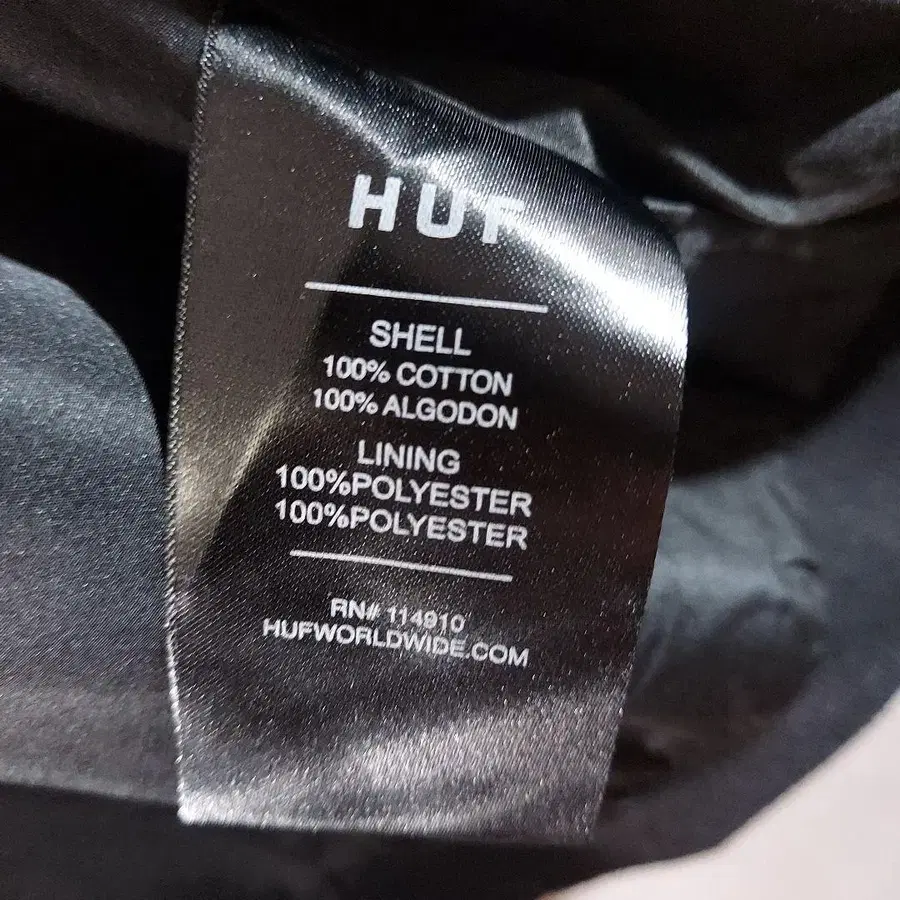 HUF
SHELL
100% COTTON
100% ALGODON
LINING
100%POLYESTER
100%POLYESTER
RN# 114910
HUFWORLDWIDE.COM